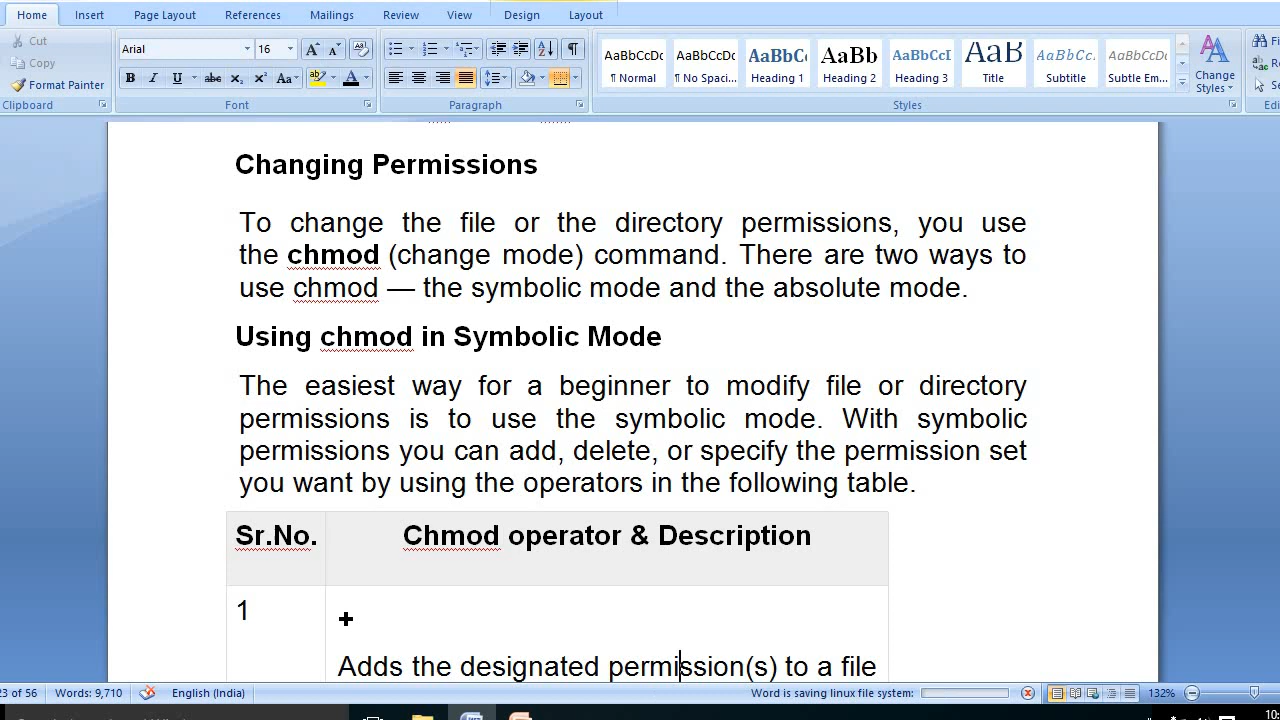 Home Insert Page Layout References Mailings Review View Design Layout
Cut
Copy
Format Painter
Clipboard
Arial 16
Font
Paragraph
AaBbCcDc AaBbCcDc AaBbCc AaBb AaBbCcI AaB AaBbCcL AaBbCcDc
¶ Normal ¶ No Spaci... Heading 1 Heading 2 Heading 3 Title Subtitle Subtle Em...
Change
Styles
Styles
Changing Permissions
To change the file or the directory permissions, you use
the chmod (change mode) command. There are two ways to
use chmod — the symbolic mode and the absolute mode.
Using chmod in Symbolic Mode
The easiest way for a beginner to modify file or directory
permissions is to use the symbolic mode. With symbolic
permissions you can add, delete, or specify the permission set
you want by using the operators in the following table.
Sr.No. Chmod operator & Description
1 +
Adds the designated permission(s) to a file
23 of 56 Words: 9,710 English (India) Word is saving linux file system: 132%